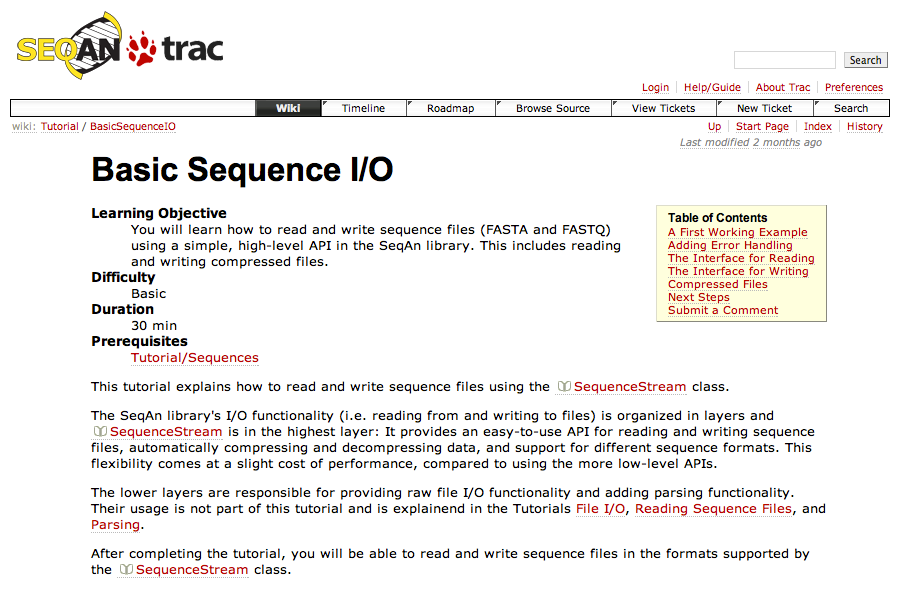 SEQAN trac
Search
Login Help/Guide About Trac Preferences
Wiki Timeline Roadmap Browse Source View Tickets New Ticket Search
wiki: Tutorial / BasicSequenceIO
Up Start Page Index History
Last modified 2 months ago
Basic Sequence I/O
Learning Objective
You will learn how to read and write sequence files (FASTA and FASTQ)
using a simple, high-level API in the SeqAn library. This includes reading
and writing compressed files.
Difficulty
Basic
Duration
30 min
Prerequisites
Tutorial/Sequences
Table of Contents
A First Working Example
Adding Error Handling
The Interface for Reading
The Interface for Writing
Compressed Files
Next Steps
Submit a Comment
This tutorial explains how to read and write sequence files using the SequenceStream class.
The SeqAn library's I/O functionality (i.e. reading from and writing to files) is organized in layers and
SequenceStream is in the highest layer: It provides an easy-to-use API for reading and writing sequence
files, automatically compressing and decompressing data, and support for different sequence formats. This
flexibility comes at a slight cost of performance, compared to using the more low-level APIs.
The lower layers are responsible for providing raw file I/O functionality and adding parsing functionality.
Their usage is not part of this tutorial and is explainend in the Tutorials File I/O, Reading Sequence Files, and
Parsing.
After completing the tutorial, you will be able to read and write sequence files in the formats supported by
the SequenceStream class.